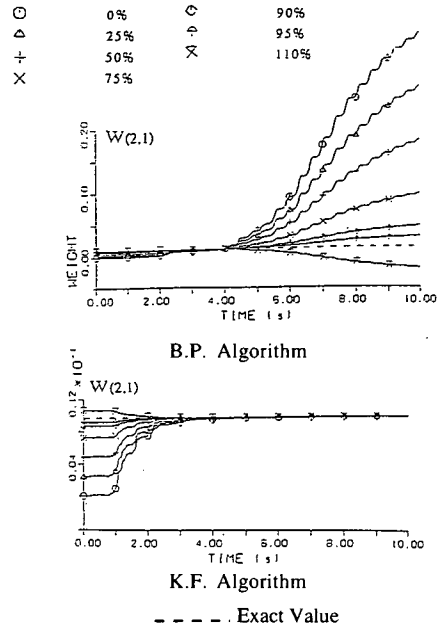 0% 90%
25% 95%
50% 110%
75%
W(2,1)
0.20
0.10
0.00
WEIGHT
0.00 2.00 4.00 6.00 8.00 10.00
TIME (s)
B.P. Algorithm
W(2,1)
0.12 ×10⁻¹
0.04
0.00 2.00 4.00 6.00 8.00 10.00
TIME (s)
K.F. Algorithm
Exact Value